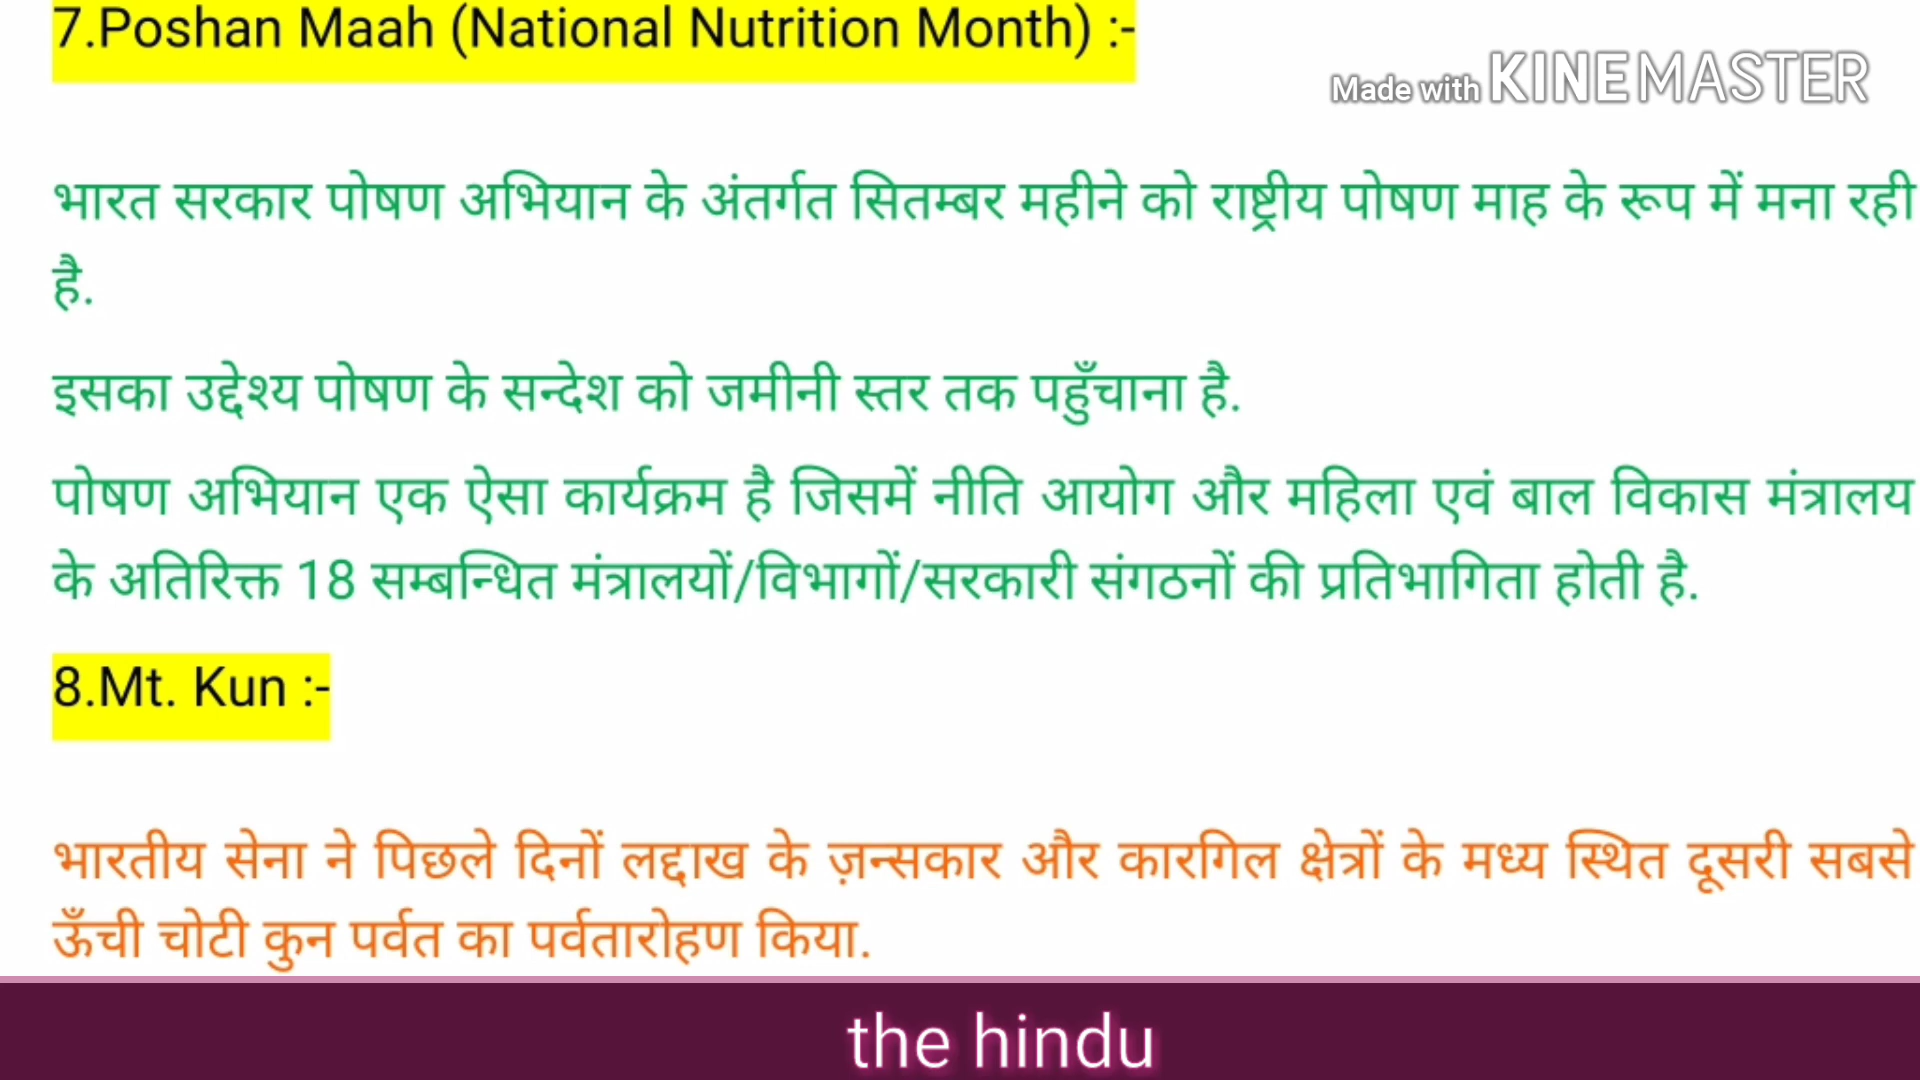 7.Poshan Maah (National Nutrition Month) :-
Made with KINEMASTER
भारत सरकार पोषण अभियान के अंतर्गत सितम्बर महीने को राष्ट्रीय पोषण माह के रूप में मना रही
है.
इसका उद्देश्य पोषण के सन्देश को जमीनी स्तर तक पहुँचाना है.
पोषण अभियान एक ऐसा कार्यक्रम है जिसमें नीति आयोग और महिला एवं बाल विकास मंत्रालय
के अतिरिक्त 18 सम्बन्धित मंत्रालयों/विभागों/सरकारी संगठनों की प्रतिभागिता होती है.
8.Mt. Kun :-
भारतीय सेना ने पिछले दिनों लद्दाख के ज़न्सकार और कारगिल क्षेत्रों के मध्य स्थित दूसरी सबसे
ऊँची चोटी कुन पर्वत का पर्वतारोहण किया.
the hindu